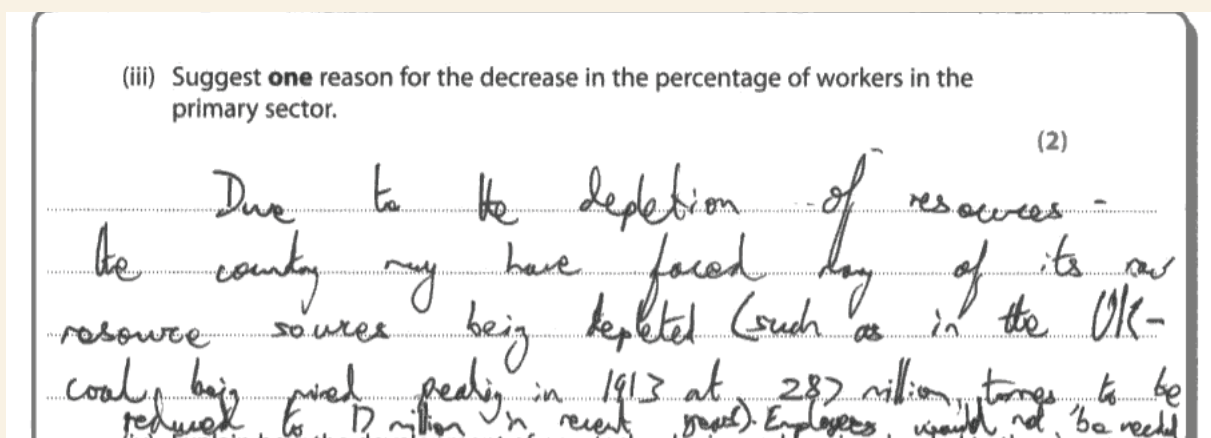 (iii) Suggest one reason for the decrease in the percentage of workers in the
primary sector.
(2)
Due to the depletion of resources -
the country may have faced of its raw
resource sources being depleted (such as in the UK-
coal, being mined peaking in 1913 at 287 million, tonnes to be
reduced to 17 million in recent years). Employees would not be needed